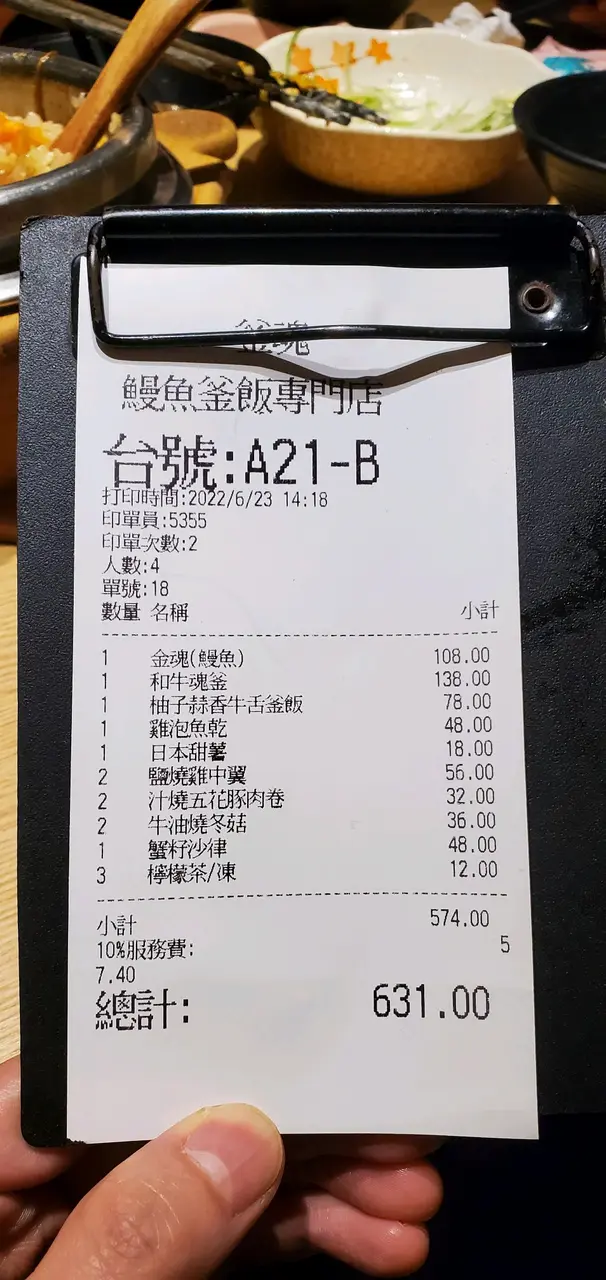 釜魂
鰻魚釜飯專門店
台號:A21-B
打印時間:2022/6/23 14:18
印單員:5355
印單次數:2
人數:4
單號:18
數量 名稱 小計
1 金魂(鰻魚) 108.00
1 和牛魂釜 138.00
1 柚子蒜香牛舌釜飯 78.00
1 雞泡魚乾 48.00
1 日本甜薯 18.00
2 鹽燒雞中翼 56.00
2 汁燒五花豚肉卷 32.00
2 牛油燒冬菇 36.00
1 蟹籽沙律 48.00
3 檸檬茶/凍 12.00
小計 574.00
10%服務費: 5
7.40
總計: 631.00